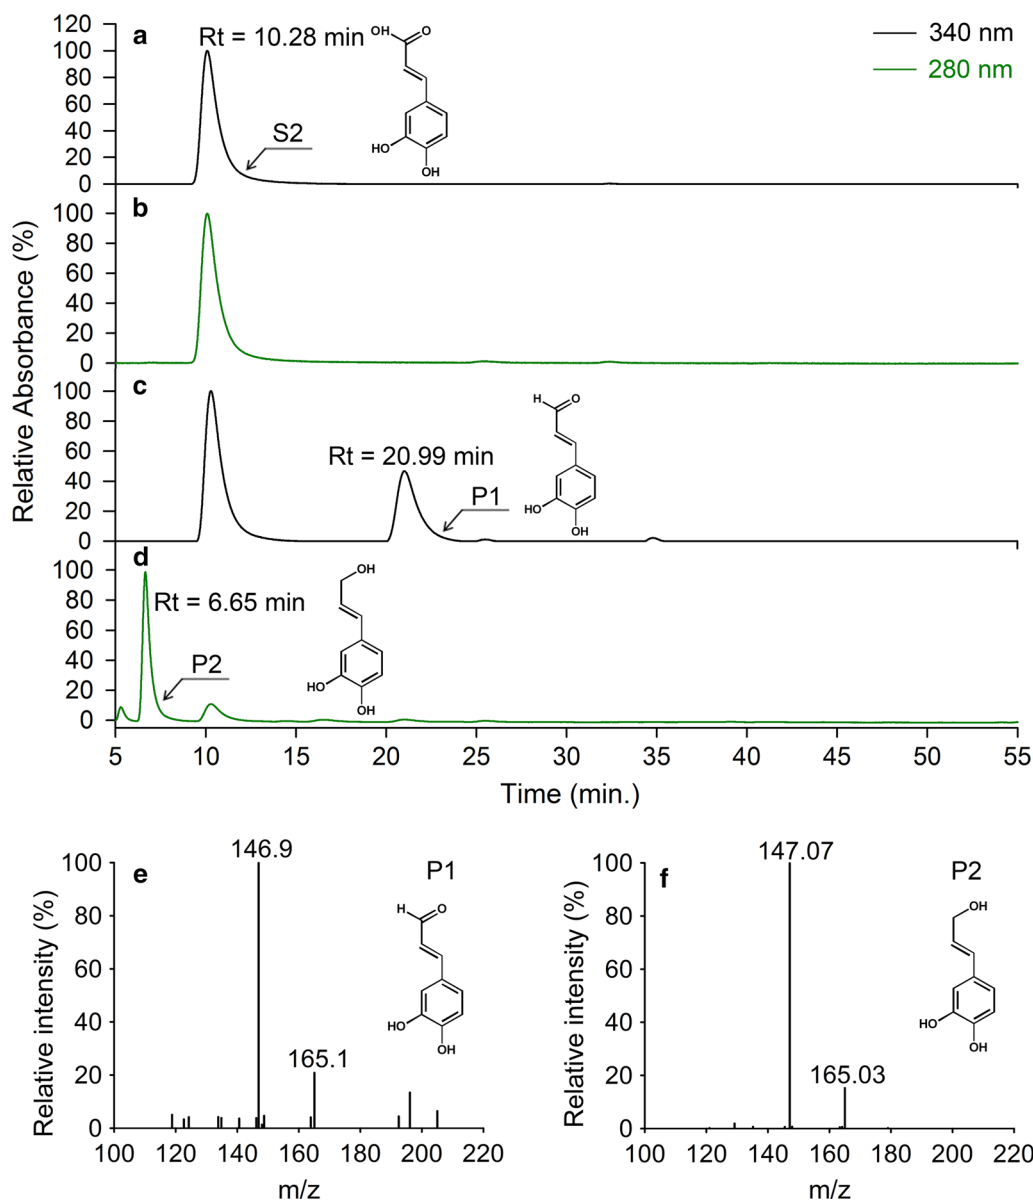 a
Rt = 10.28 min
340 nm
280 nm
OH
O
HO
OH
S2
120
100
80
60
40
20
0
b
100
80
60
40
20
0
Relative Absorbance (%)
c
100
80
60
40
20
0
Rt = 20.99 min
P1
H
O
HO
OH
d
100
80
60
40
20
0
Rt = 6.65 min
P2
OH
HO
OH
5 10 15 20 25 30 35 40 45 50 55
Time (min.)
e
146.9
165.1
P1
H
O
HO
OH
100
80
60
40
20
0
Relative intensity (%)
100 120 140 160 180 200 220
m/z
f
147.07
165.03
P2
OH
HO
OH
100
80
60
40
20
0
Relative intensity (%)
100 120 140 160 180 200 220
m/z